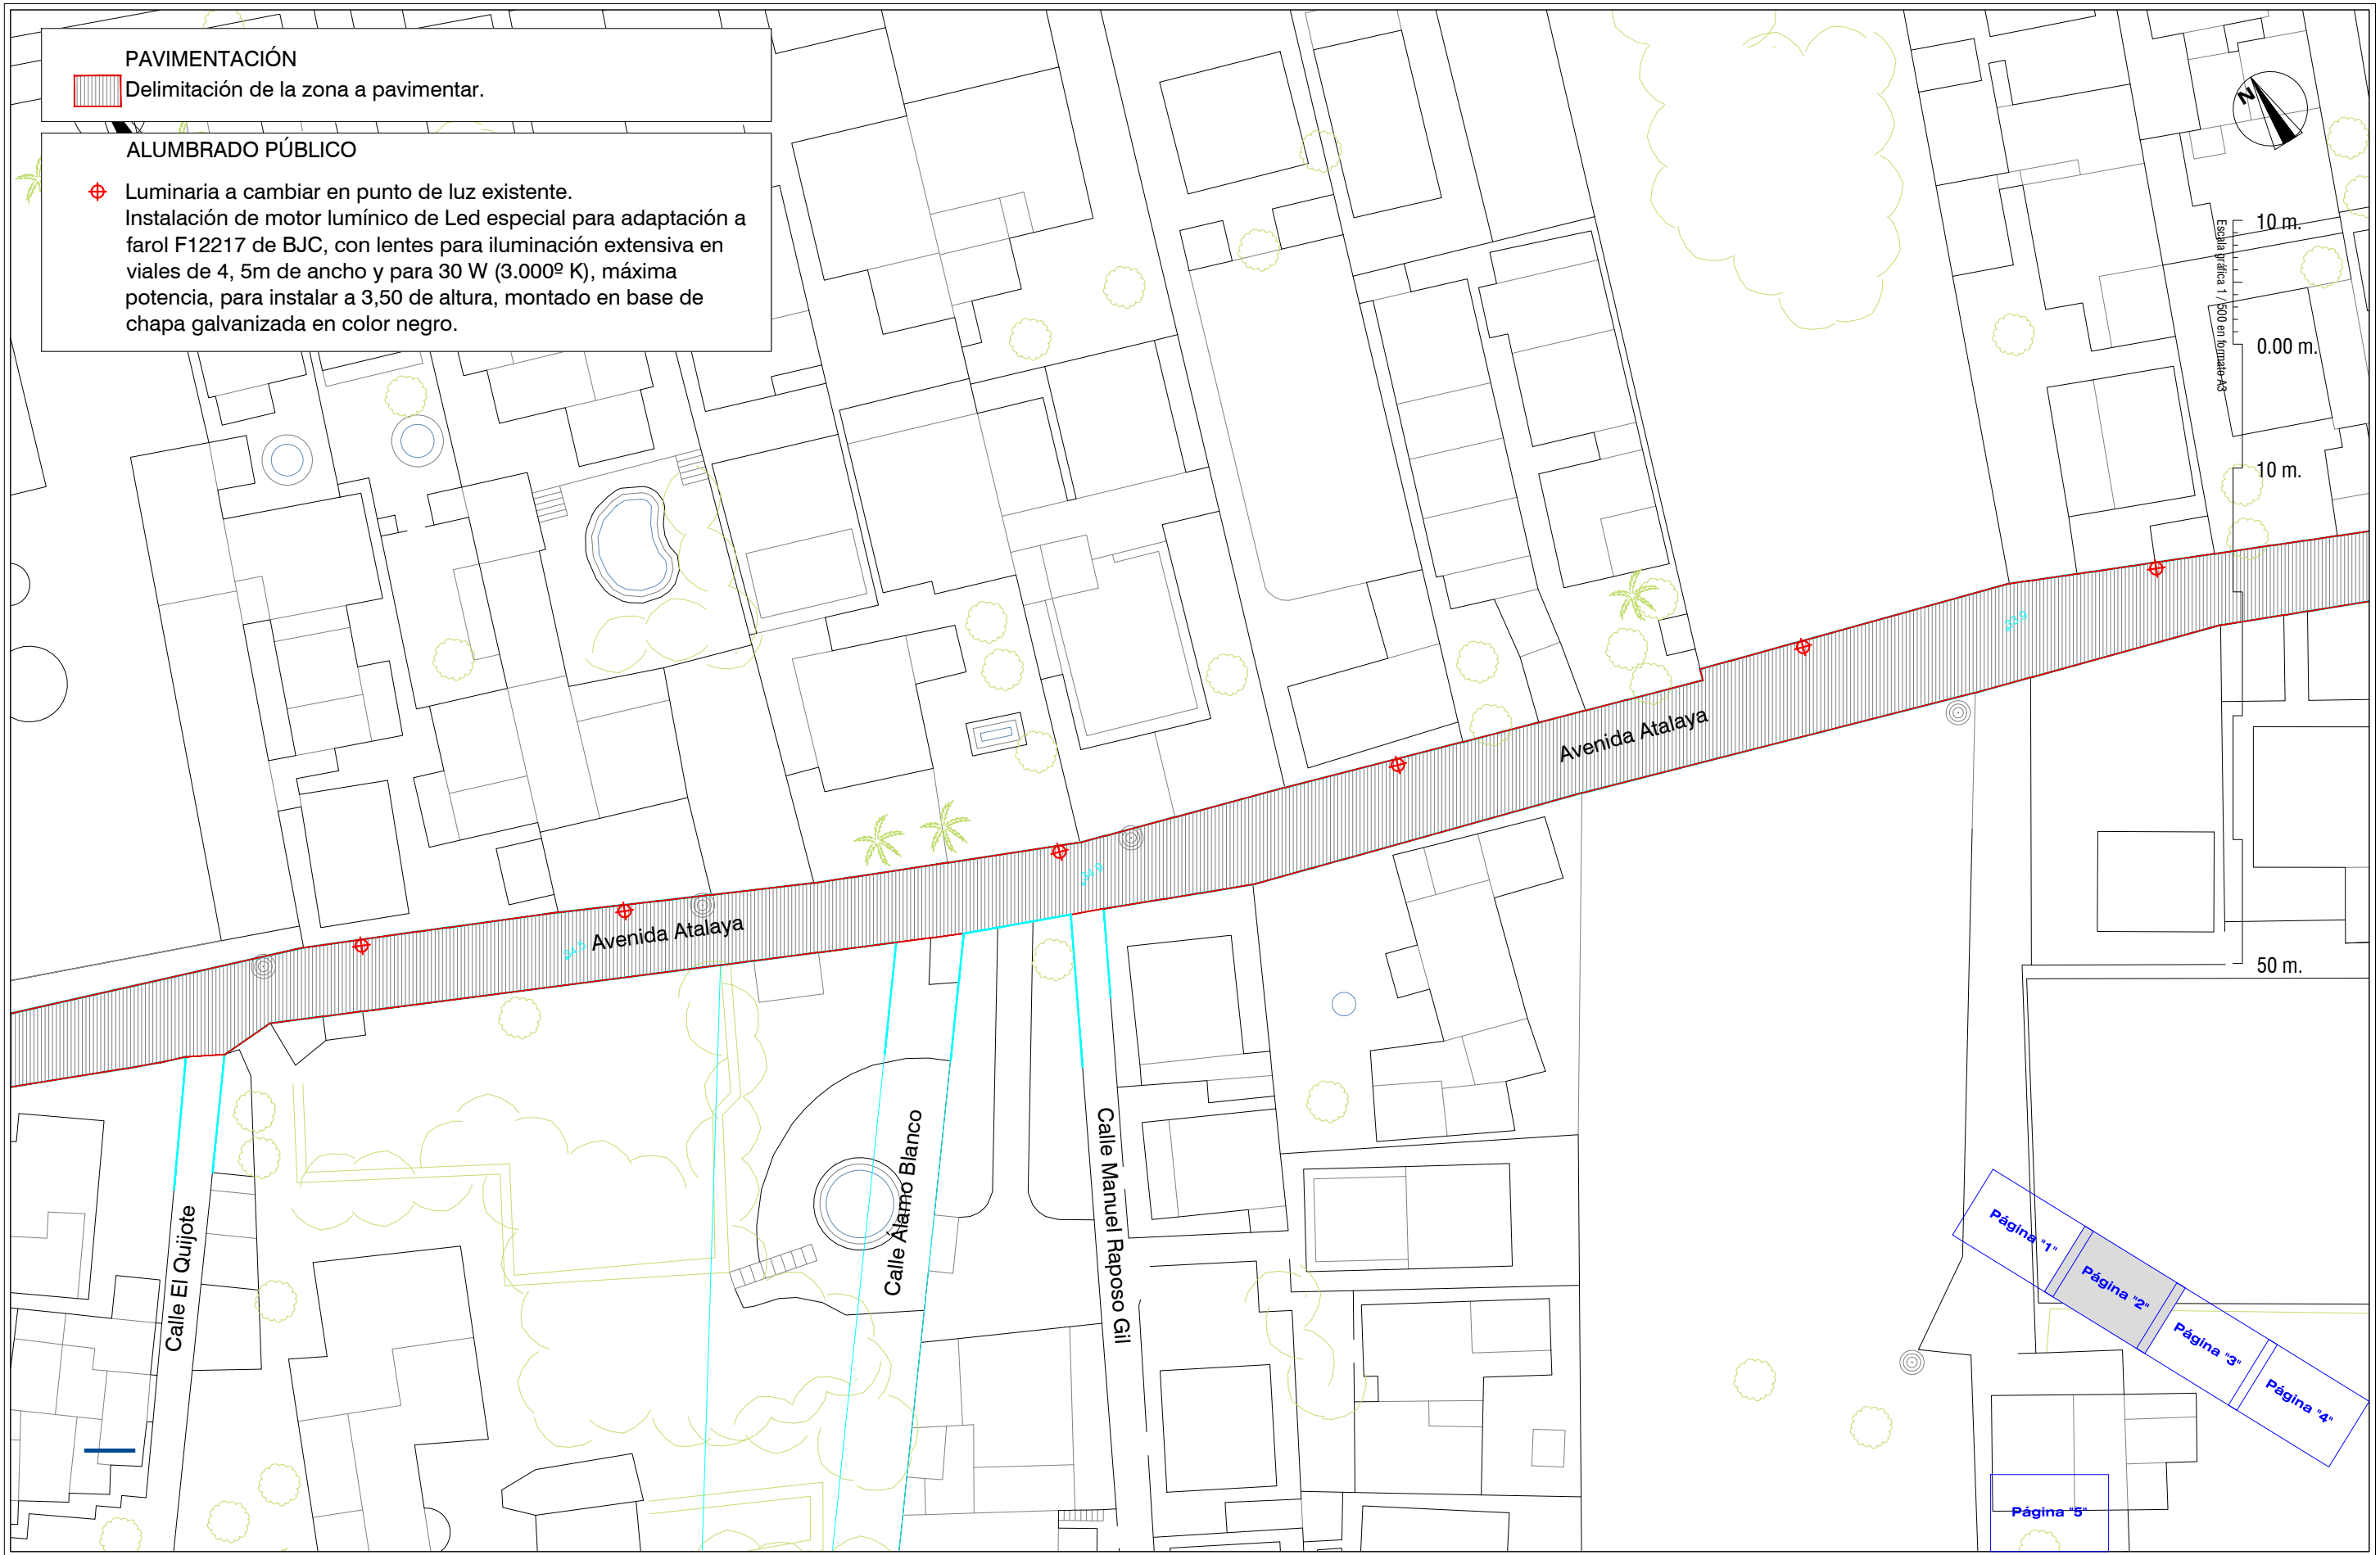 PAVIMENTACIÓN
Delimitación de la zona a pavimentar.
ALUMBRADO PÚBLICO
Luminaria a cambiar en punto de luz existente.
Instalación de motor lumínico de Led especial para adaptación a
farol F12217 de BJC, con lentes para iluminación extensiva en
viales de 4, 5m de ancho y para 30 W (3.000º K), máxima
potencia, para instalar a 3,50 de altura, montado en base de
chapa galvanizada en color negro.
N
Escala gráfica 1 / 500 en formato A3
10 m.
0.00 m.
10 m.
50 m.
Avenida Atalaya
Avenida Atalaya
Calle El Quijote
Calle Álamo Blanco
Calle Manuel Raposo Gil
Página "1"
Página "2"
Página "3"
Página "4"
Página "5"